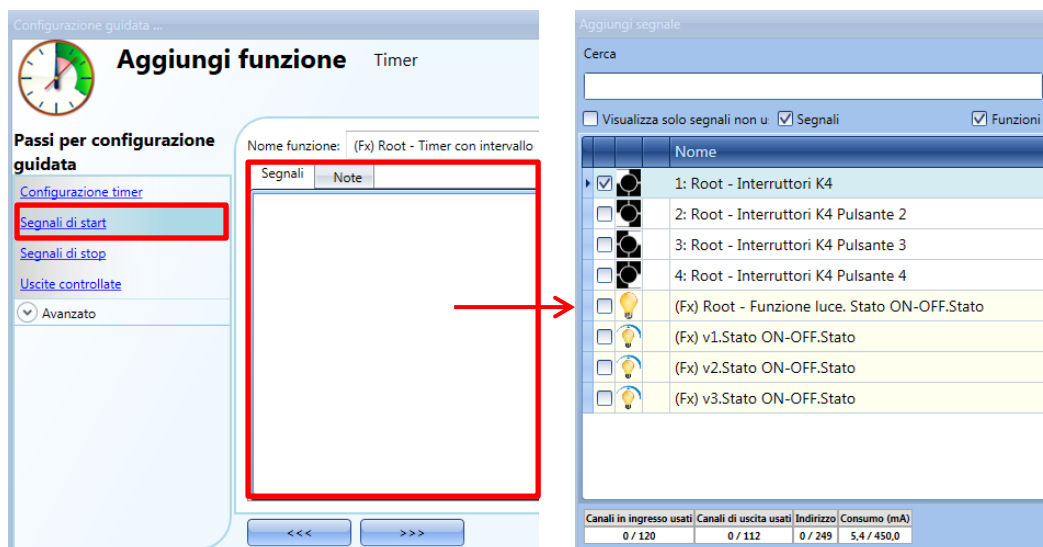 Configurazione guidata ...
Aggiungi funzione Timer
Passi per configurazione
guidata
Configurazione timer
Segnali di start
Segnali di stop
Uscite controllate
Avanzato
Nome funzione: (Fx) Root - Timer con intervallo
Segnali Note
<<< >>>
Aggiungi segnale
Cerca
Visualizza solo segnali non u: Segnali Funzioni
Nome
1: Root - Interruttori K4
2: Root - Interruttori K4 Pulsante 2
3: Root - Interruttori K4 Pulsante 3
4: Root - Interruttori K4 Pulsante 4
(Fx) Root - Funzione luce. Stato ON-OFF.Stato
(Fx) v1.Stato ON-OFF.Stato
(Fx) v2.Stato ON-OFF.Stato
(Fx) v3.Stato ON-OFF.Stato
Canali in ingresso usati Canali di uscita usati Indirizzo Consumo (mA)
0 / 120 0 / 112 0 / 249 5,4 / 450,0